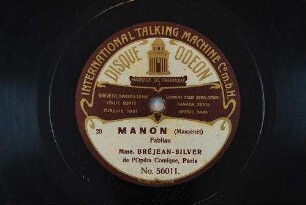 INTERNATIONAL TALKING MACHINE Co m.b.H.
DISQUE ODEON
MARQUE DE FABRIQUE
20 MANON (Massenet)
Fabliau
Mme. BRÉJEAN-SILVER
de l'Opéra Comique, Paris
No. 56011.